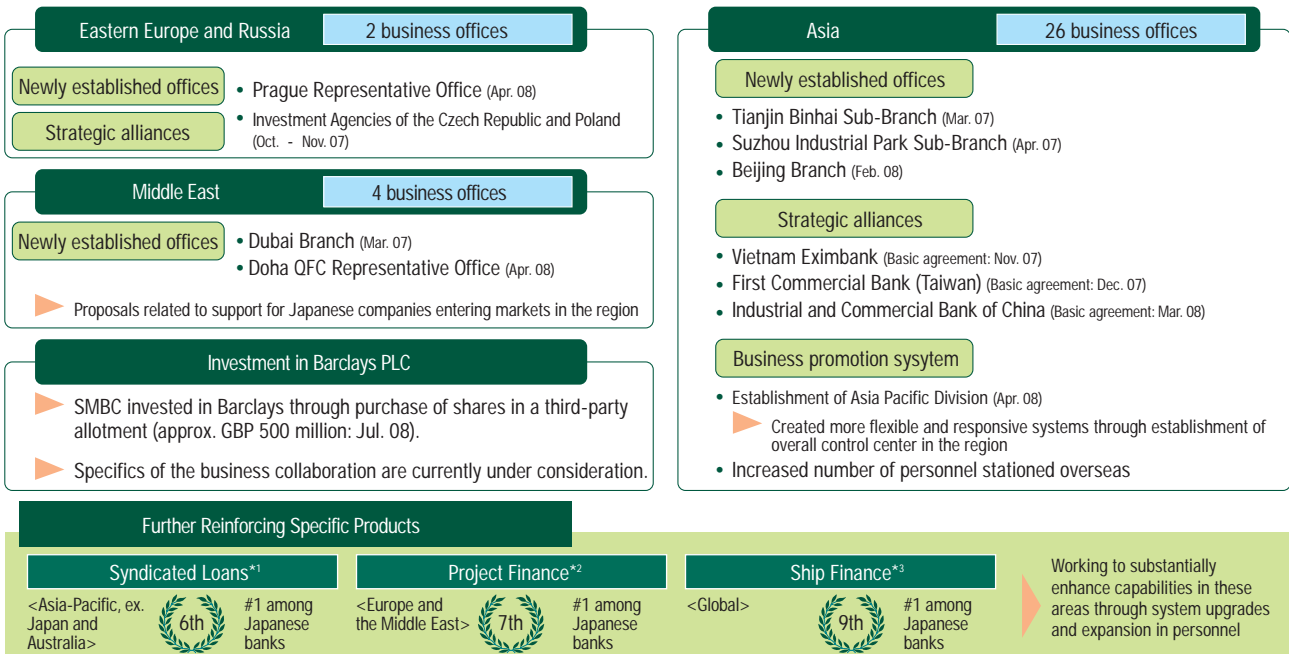 Eastern Europe and Russia
2 business offices
Newly established offices
• Prague Representative Office (Apr. 08)
Strategic alliances
• Investment Agencies of the Czech Republic and Poland
(Oct. - Nov. 07)
Middle East
4 business offices
Newly established offices
• Dubai Branch (Mar. 07)
• Doha QFC Representative Office (Apr. 08)
Proposals related to support for Japanese companies entering markets in the region
Investment in Barclays PLC
SMBC invested in Barclays through purchase of shares in a third-party
allotment (approx. GBP 500 million: Jul. 08).
Specifics of the business collaboration are currently under consideration.
Asia
26 business offices
Newly established offices
• Tianjin Binhai Sub-Branch (Mar. 07)
• Suzhou Industrial Park Sub-Branch (Apr. 07)
• Beijing Branch (Feb. 08)
Strategic alliances
• Vietnam Eximbank (Basic agreement: Nov. 07)
• First Commercial Bank (Taiwan) (Basic agreement: Dec. 07)
• Industrial and Commercial Bank of China (Basic agreement: Mar. 08)
Business promotion sysytem
• Establishment of Asia Pacific Division (Apr. 08)
Created more flexible and responsive systems through establishment of
overall control center in the region
• Increased number of personnel stationed overseas
Further Reinforcing Specific Products
Syndicated Loans*1
<Asia-Pacific, ex.
Japan and
Australia>
6th
#1 among
Japanese
banks
Project Finance*2
<Europe and
the Middle East>
7th
#1 among
Japanese
banks
Ship Finance*3
<Global>
9th
#1 among
Japanese
banks
Working to substantially
enhance capabilities in these
areas through system upgrades
and expansion in personnel